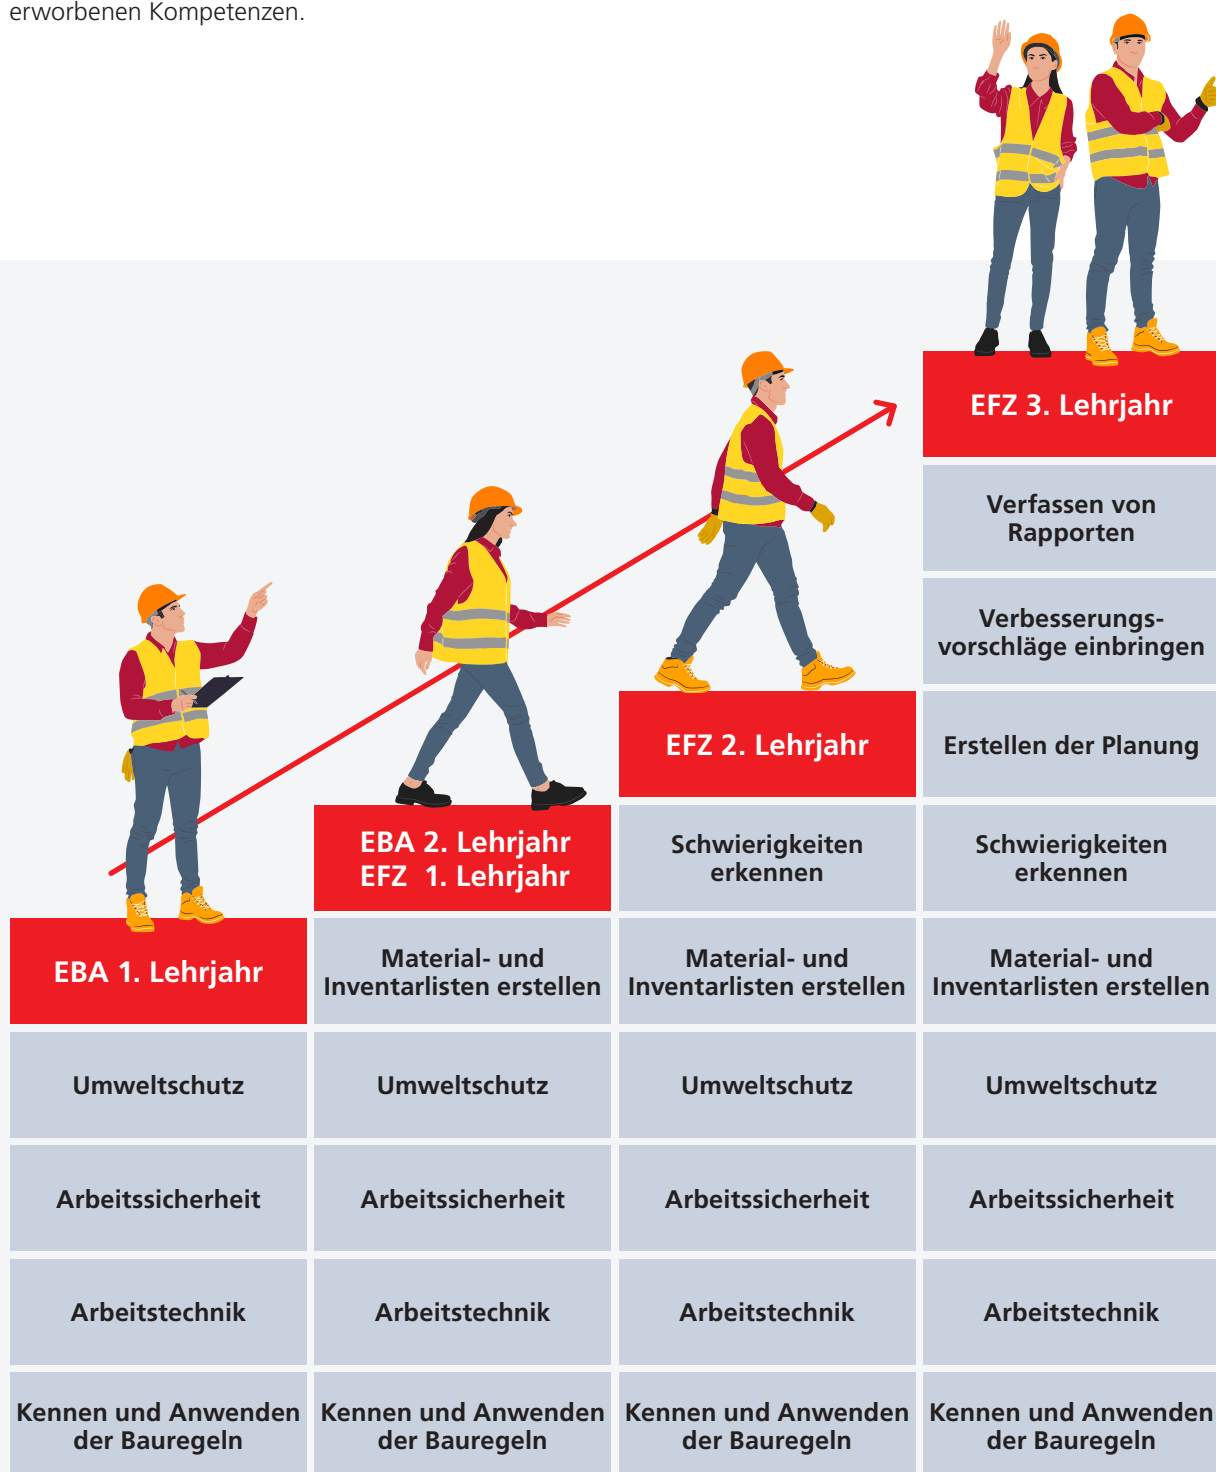 erworbenen Kompetenzen.
EFZ 3. Lehrjahr
Verfassen von
Rapporten
Verbesserungs-
vorschläge einbringen
Erstellen der Planung
Schwierigkeiten
erkennen
Material- und
Inventarlisten erstellen
Umweltschutz
Arbeitssicherheit
Arbeitstechnik
Kennen und Anwenden
der Bauregeln
EFZ 2. Lehrjahr
Schwierigkeiten
erkennen
Material- und
Inventarlisten erstellen
Umweltschutz
Arbeitssicherheit
Arbeitstechnik
Kennen und Anwenden
der Bauregeln
EBA 2. Lehrjahr
EFZ 1. Lehrjahr
Material- und
Inventarlisten erstellen
Umweltschutz
Arbeitssicherheit
Arbeitstechnik
Kennen und Anwenden
der Bauregeln
EBA 1. Lehrjahr
Umweltschutz
Arbeitssicherheit
Arbeitstechnik
Kennen und Anwenden
der Bauregeln